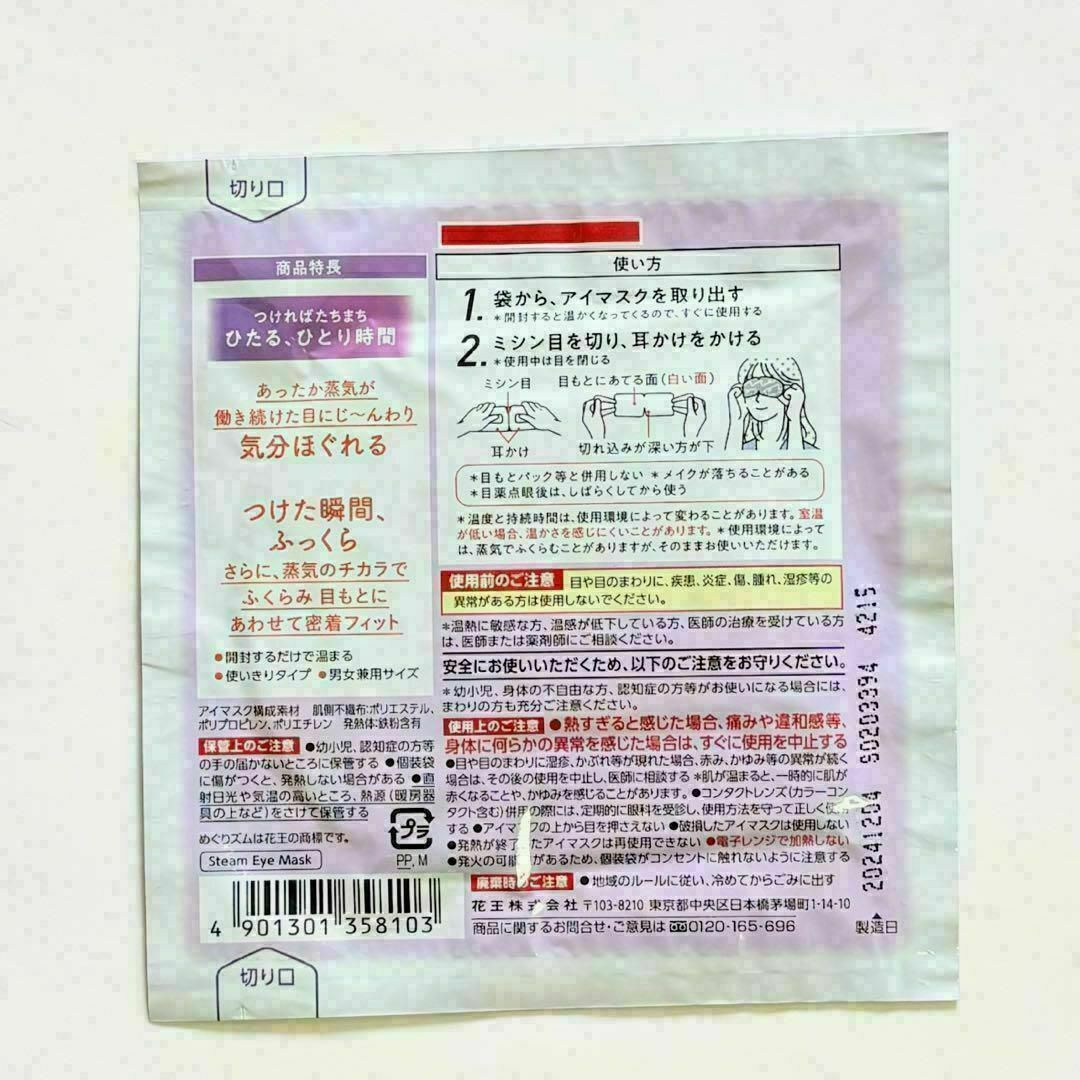 切り口
商品特長
つければたちまち
ひたる、ひとり時間
あったか蒸気が
働き続けた目にじ〜んわり
気分ほぐれる
つけた瞬間、
ふっくら
さらに、蒸気のチカラで
ふくらみ 目もとに
あわせて密着フィット
●開封するだけで温まる
●使いきりタイプ ●男女兼用サイズ
アイマスク構成素材 肌側不織布:ポリエステル、
ポリプロピレン、ポリエチレン 発熱体:鉄粉含有
保管上のご注意 ●幼小児、認知症の方等
の手の届かないところに保管する ●個装袋
に傷がつくと、発熱しない場合がある ●直
射日光や気温の高いところ、熱源(暖房器
具の上など)をさけて保管する
めぐりズムは花王の商標です。
Steam Eye Mask
プラ
PP, M
4 901301 358103
切り口
使い方
1. 袋から、アイマスクを取り出す
＊開封すると温かくなってくるので、すぐに使用する
2. ミシン目を切り、耳かけをかける
＊使用中は目を閉じる
ミシン目 目もとにあてる面(白い面)
耳かけ 切れ込みが深い方が下
＊目もとパック等と併用しない ＊メイクが落ちることがある
＊目薬点眼後は、しばらくしてから使う
＊温度と持続時間は、使用環境によって変わることがあります。室温
が低い場合、温かさを感じにくいことがあります。＊使用環境によって
は、蒸気でふくらむことがありますが、そのままお使いいただけます。
使用前のご注意 目や目のまわりに、疾患、炎症、傷、腫れ、湿疹等の
異常がある方は使用しないでください。
＊温熱に敏感な方、温感が低下している方、医師の治療を受けている方
は、医師または薬剤師にご相談ください。
安全にお使いいただくため、以下のご注意をお守りください。
＊幼小児、身体の不自由な方、認知症の方等がお使いになる場合には、
まわりの方も充分ご注意ください。
使用上のご注意 ●熱すぎると感じた場合、痛みや違和感等、
身体に何らかの異常を感じた場合は、すぐに使用を中止する
●目や目のまわりに湿疹、かぶれ等が現れた場合、赤み、かゆみ等の異常が続く
場合は、その後の使用を中止し、医師に相談する ＊肌が温まると、一時的に肌が
赤くなることや、かゆみを感じることがあります。●コンタクトレンズ(カラーコン
タクト含む)併用の際には、定期的に眼科を受診し、使用方法を守って正しく使用
する ●アイマスクの上から目を押さえない ●破損したアイマスクは使用しない
●発熱が終了したアイマスクは再使用できない ●電子レンジで加熱しない
●発火の可能性があるため、個装袋がコンセントに触れないように注意する
廃棄時のご注意 ●地域のルールに従い、冷めてからごみに出す
花王株式会社 〒103-8210 東京都中央区日本橋茅場町1-14-10
商品に関するお問合せ・ご意見は 0120-165-696
20241204 90203394 4215
製造日